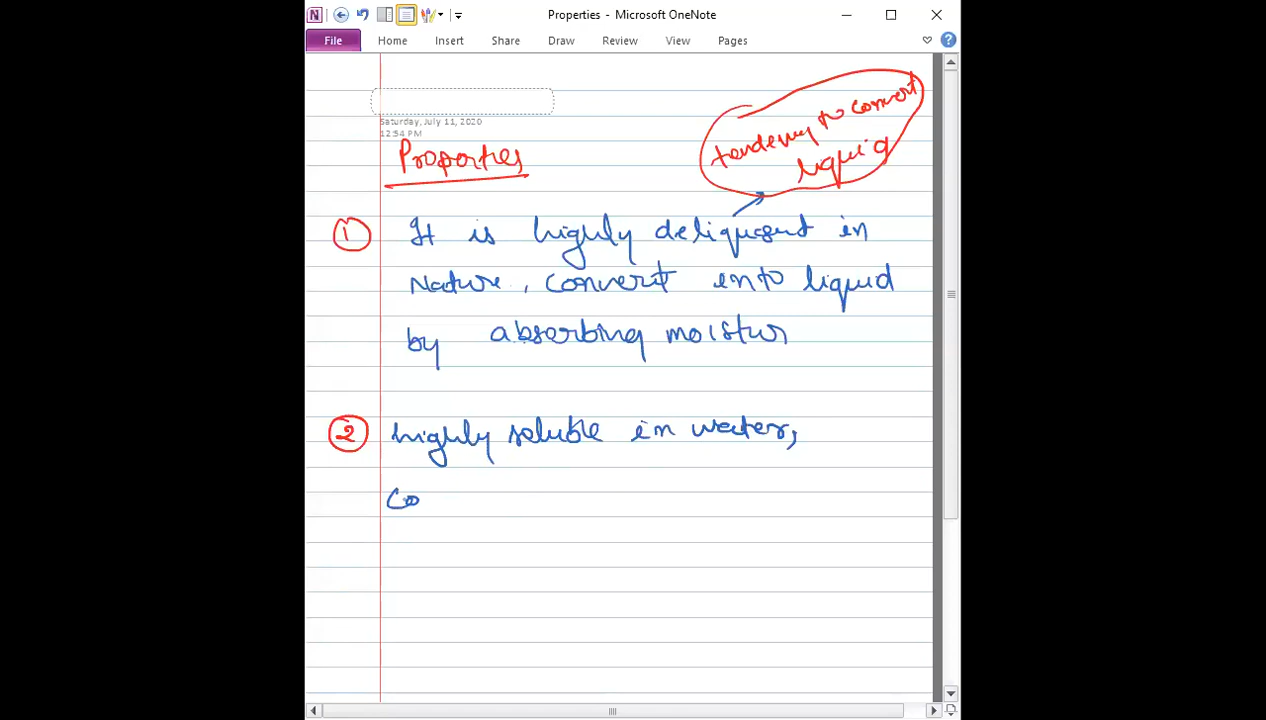 Properties - Microsoft OneNote
File Home Insert Share Draw Review View Pages
Saturday, July 11, 2020
12:54 PM
tendency to convert
liquid
Properties
1 It is highly deliquesent in
Nature, convert into liquid
by absorbing moistur
2 highly soluble in water,
co